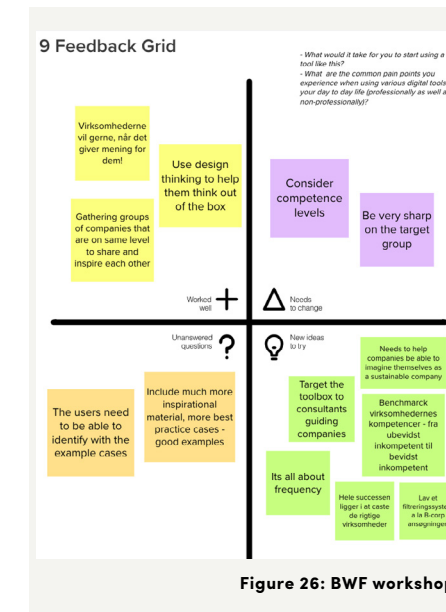 9 Feedback Grid
- What would it take for you to start using a
tool like this?
- What are the common pain points you
experience when using various digital tools
your day to day life (professionally as well a
non-professionally)?
Virksomhederne
vil gerne, når det
giver mening for
dem!
Use design
thinking to help
them think out
of the box
Gathering groups
of companies that
are on same level
to share and
inspire each other
Consider
competence
levels
Be very sharp
on the target
group
Worked
well
Needs
to change
Unanswered
questions
New ideas
to try
The users need
to be able to
identify with the
example cases
Include much more
inspirational
material, more best
practice cases -
good examples
Needs to help
companies be able to
imagine themselves as
a sustainable company
Target the
toolbox to
consultants
guiding
companies
Benchmarck
virksomhedernes
kompetencer - fra
ubevidst
inkompetent til
bevidst
inkompetent
Its all about
frequency
Hele successen
ligger i at caste
de rigtige
virksomheder
Lav et
filtreringssyste
a la B-corp
ansøgninge
Figure 26: BWF workshop